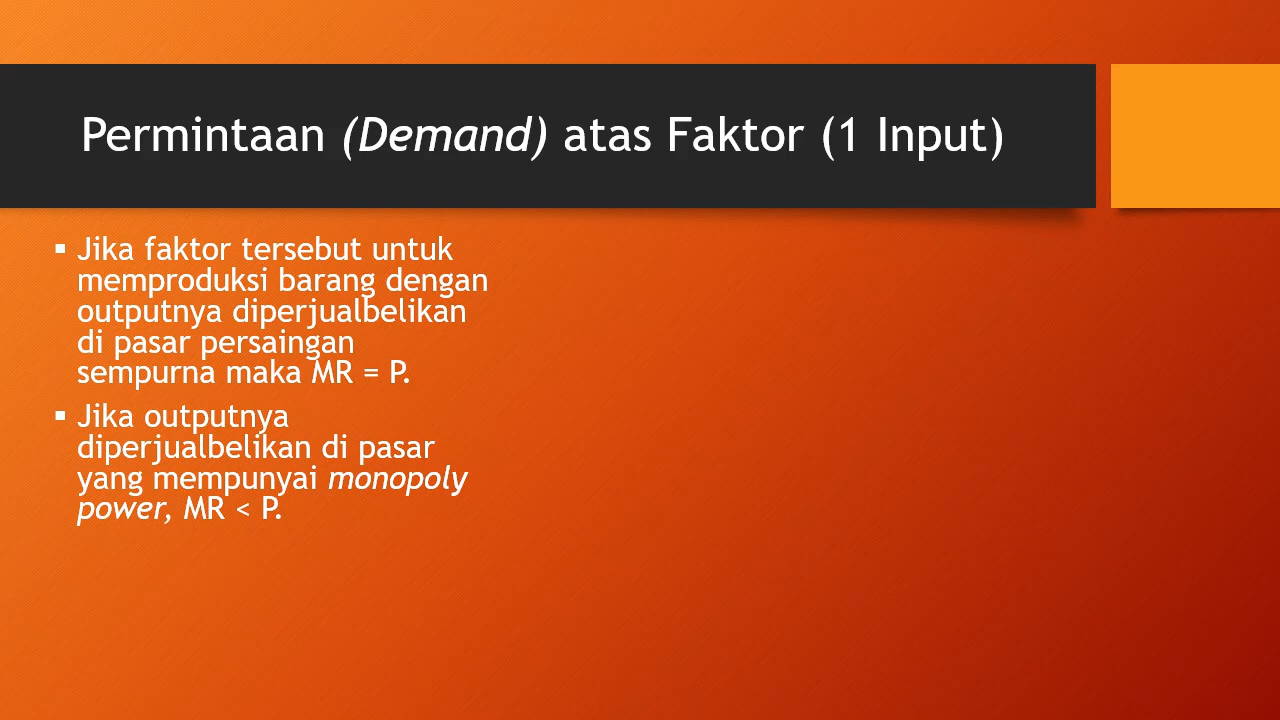 Permintaan (Demand) atas Faktor (1 Input)
▪ Jika faktor tersebut untuk
memproduksi barang dengan
outputnya diperjualbelikan
di pasar persaingan
sempurna maka MR = P.
▪ Jika outputnya
diperjualbelikan di pasar
yang mempunyai monopoly
power, MR < P.